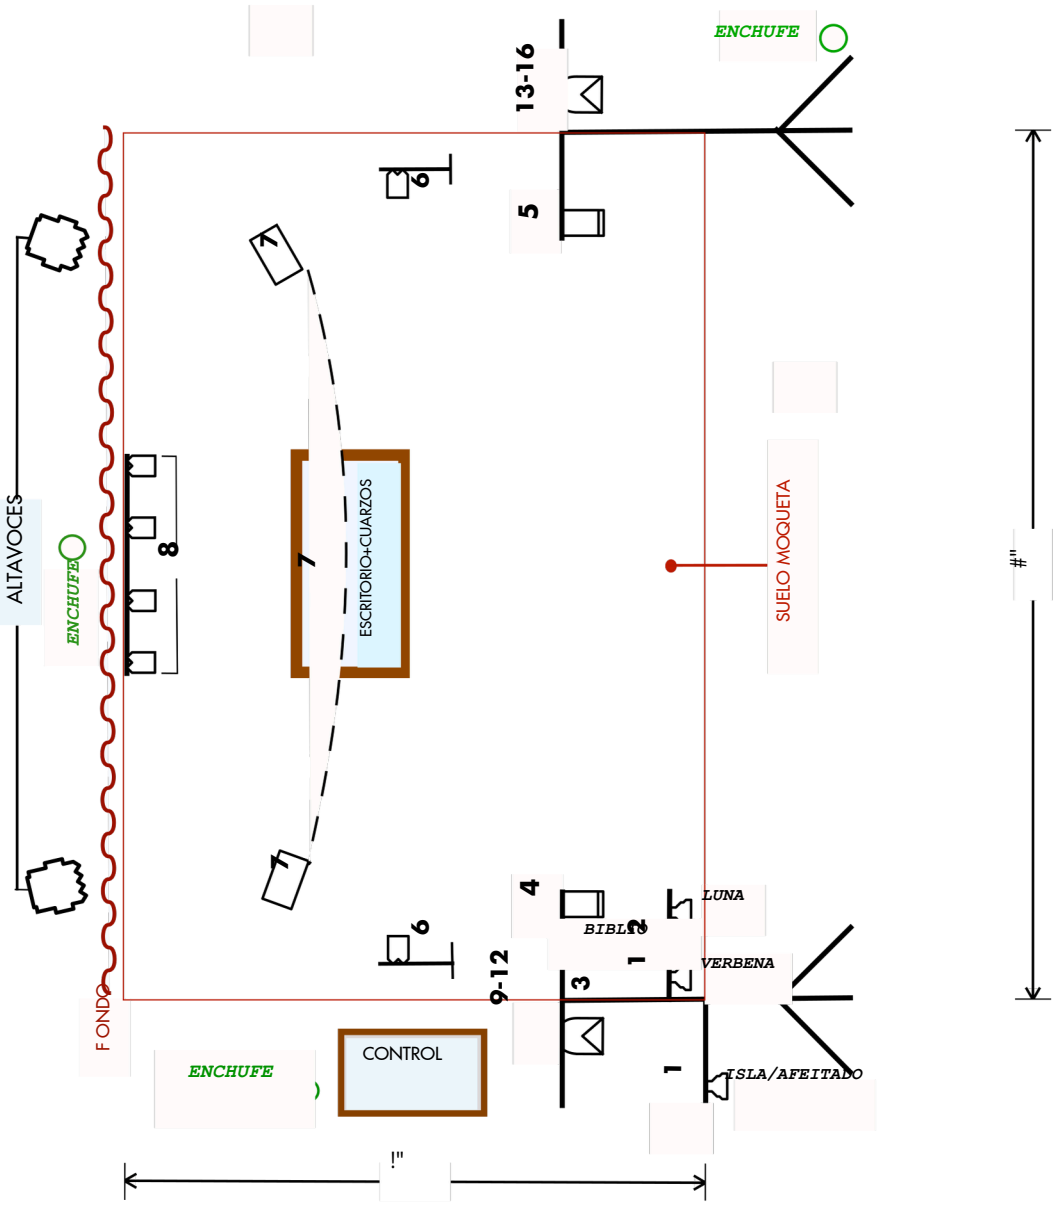 ENCHUFE
13-16
6
5
7
ALTAVOCES
ENCHUFE
8
7
ESCRITORIO+CUARZOS
SUELO MOQUETA
#"
7
6
4
LUNA
BIBLIO
2
1
VERBENA
9-12
3
F ONDO
CONTROL
ENCHUFE
1
ISLA/AFEITADO
!"